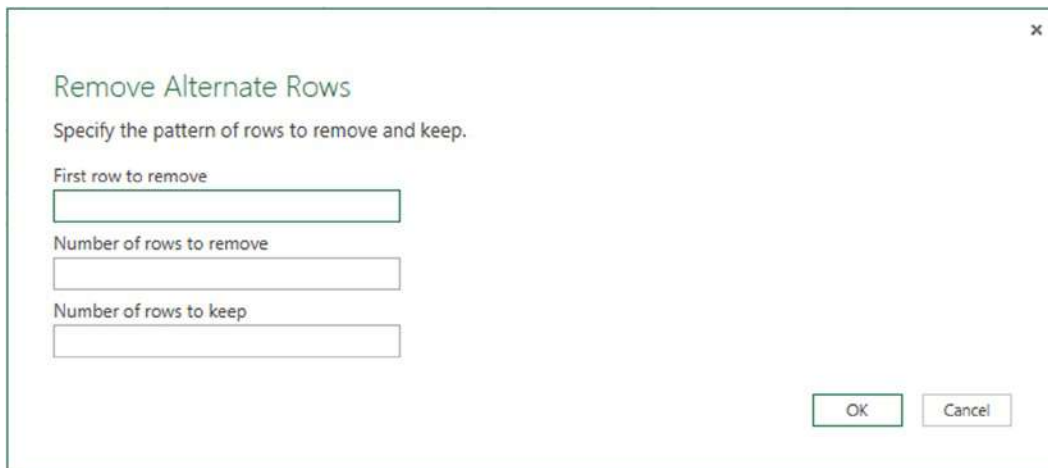 Remove Alternate Rows
Specify the pattern of rows to remove and keep.
First row to remove
Number of rows to remove
Number of rows to keep
OK Cancel